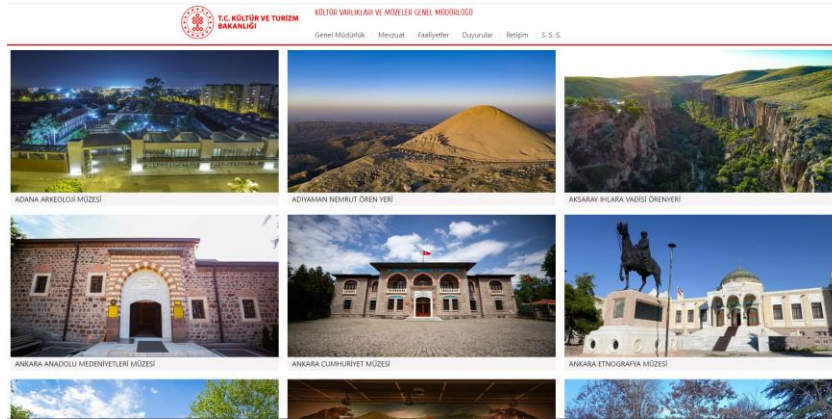 T.C. KÜLTÜR VE TURİZM
BAKANLIĞI
KÜLTÜR VARLIKLARI VE MÜZELER GENEL MÜDÜRLÜĞÜ
Genel Müdürlük Mevzuat Faaliyetler Duyurular İletişim S. S. S.
ADANA ARKEOLOJİ MÜZESİ
ADIYAMAN NEMRUT ÖREN YERİ
AKSARAY IHLARA VADİSİ ÖRENYERİ
ANKARA ANADOLU MEDENİYETLERİ MÜZESİ
ANKARA CUMHURİYET MÜZESİ
ANKARA ETNOGRAFYA MÜZESİ